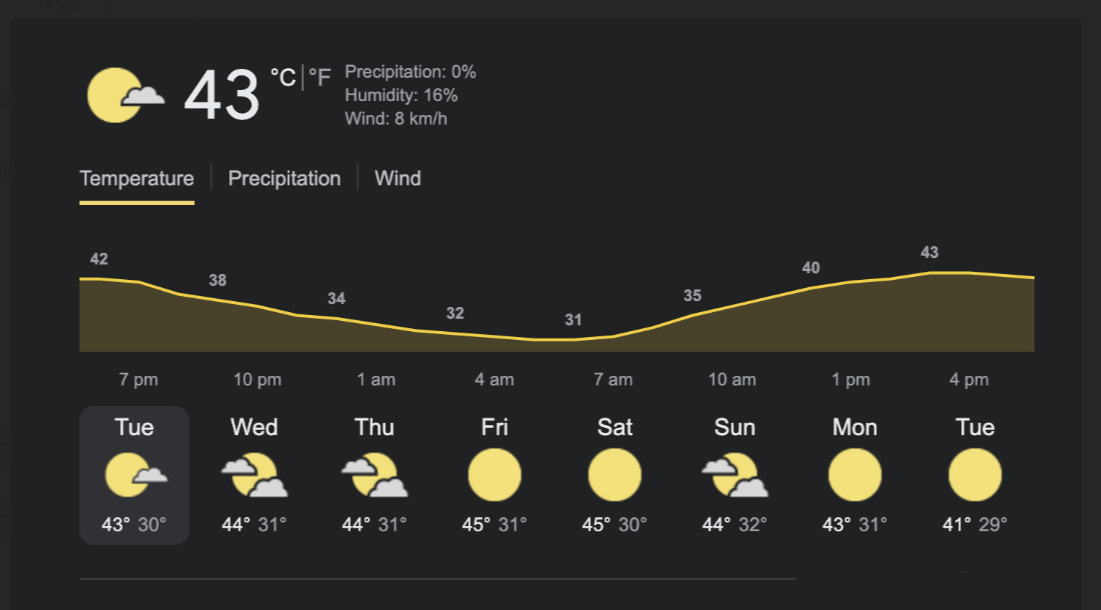 43 °C | °F
Precipitation: 0%
Humidity: 16%
Wind: 8 km/h
Temperature | Precipitation | Wind
42 38 34 32 31 35 40 43
7 pm 10 pm 1 am 4 am 7 am 10 am 1 pm 4 pm
Tue Wed Thu Fri Sat Sun Mon Tue
43° 30° 44° 31° 44° 31° 45° 31° 45° 30° 44° 32° 43° 31° 41° 29°